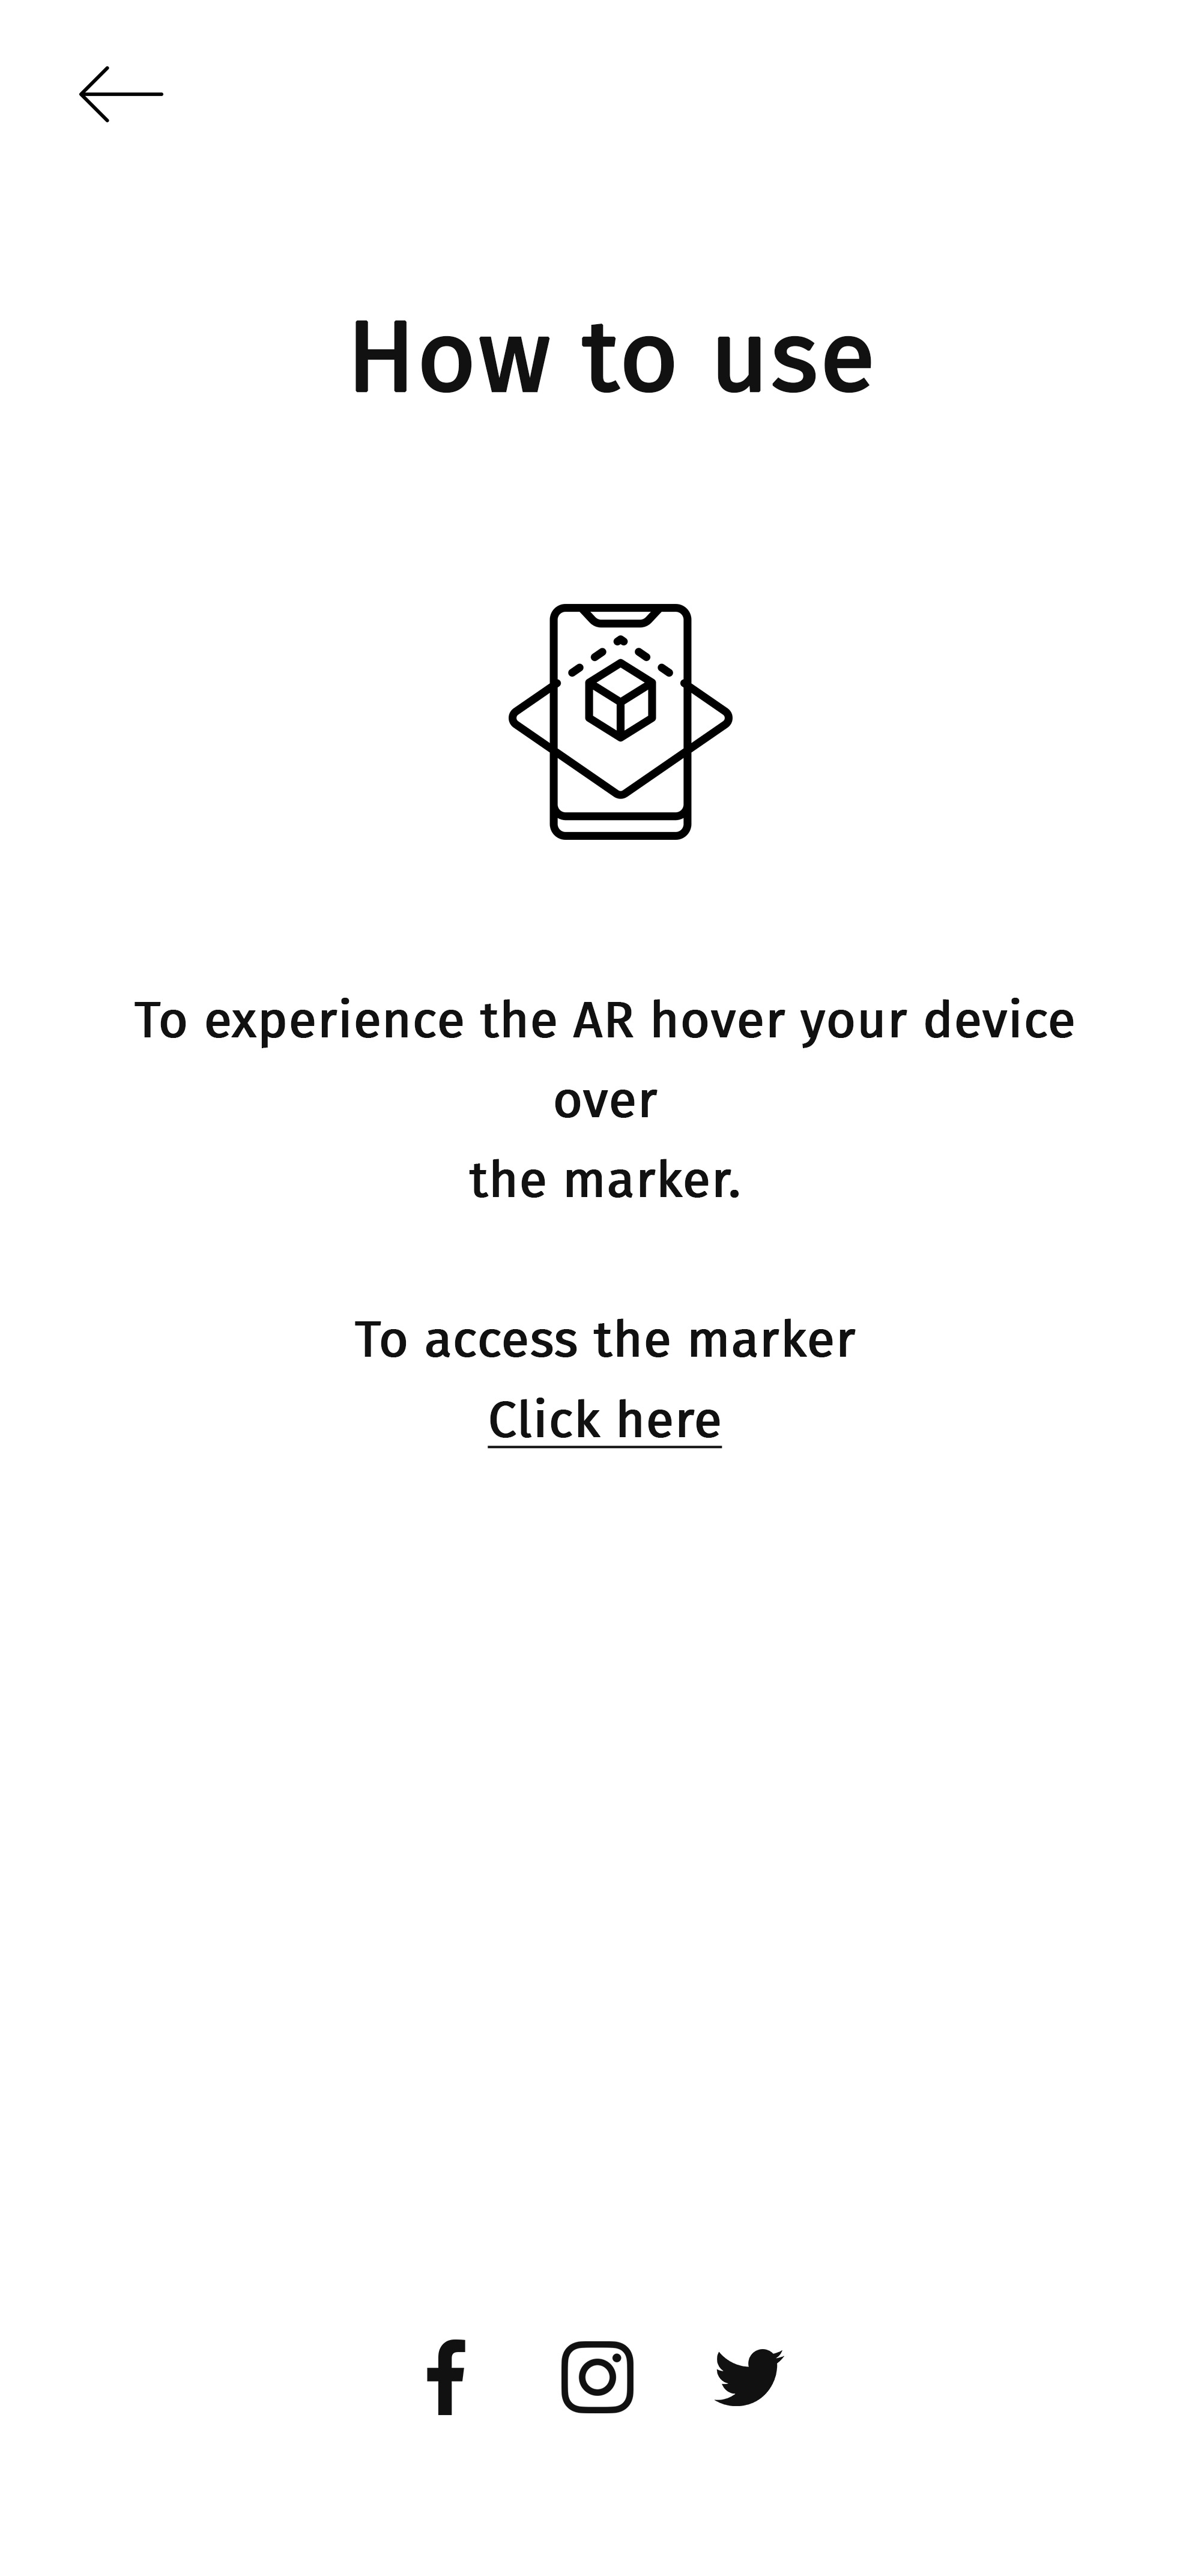 How to use
To experience the AR hover your device
over
the marker.
To access the marker
Click here